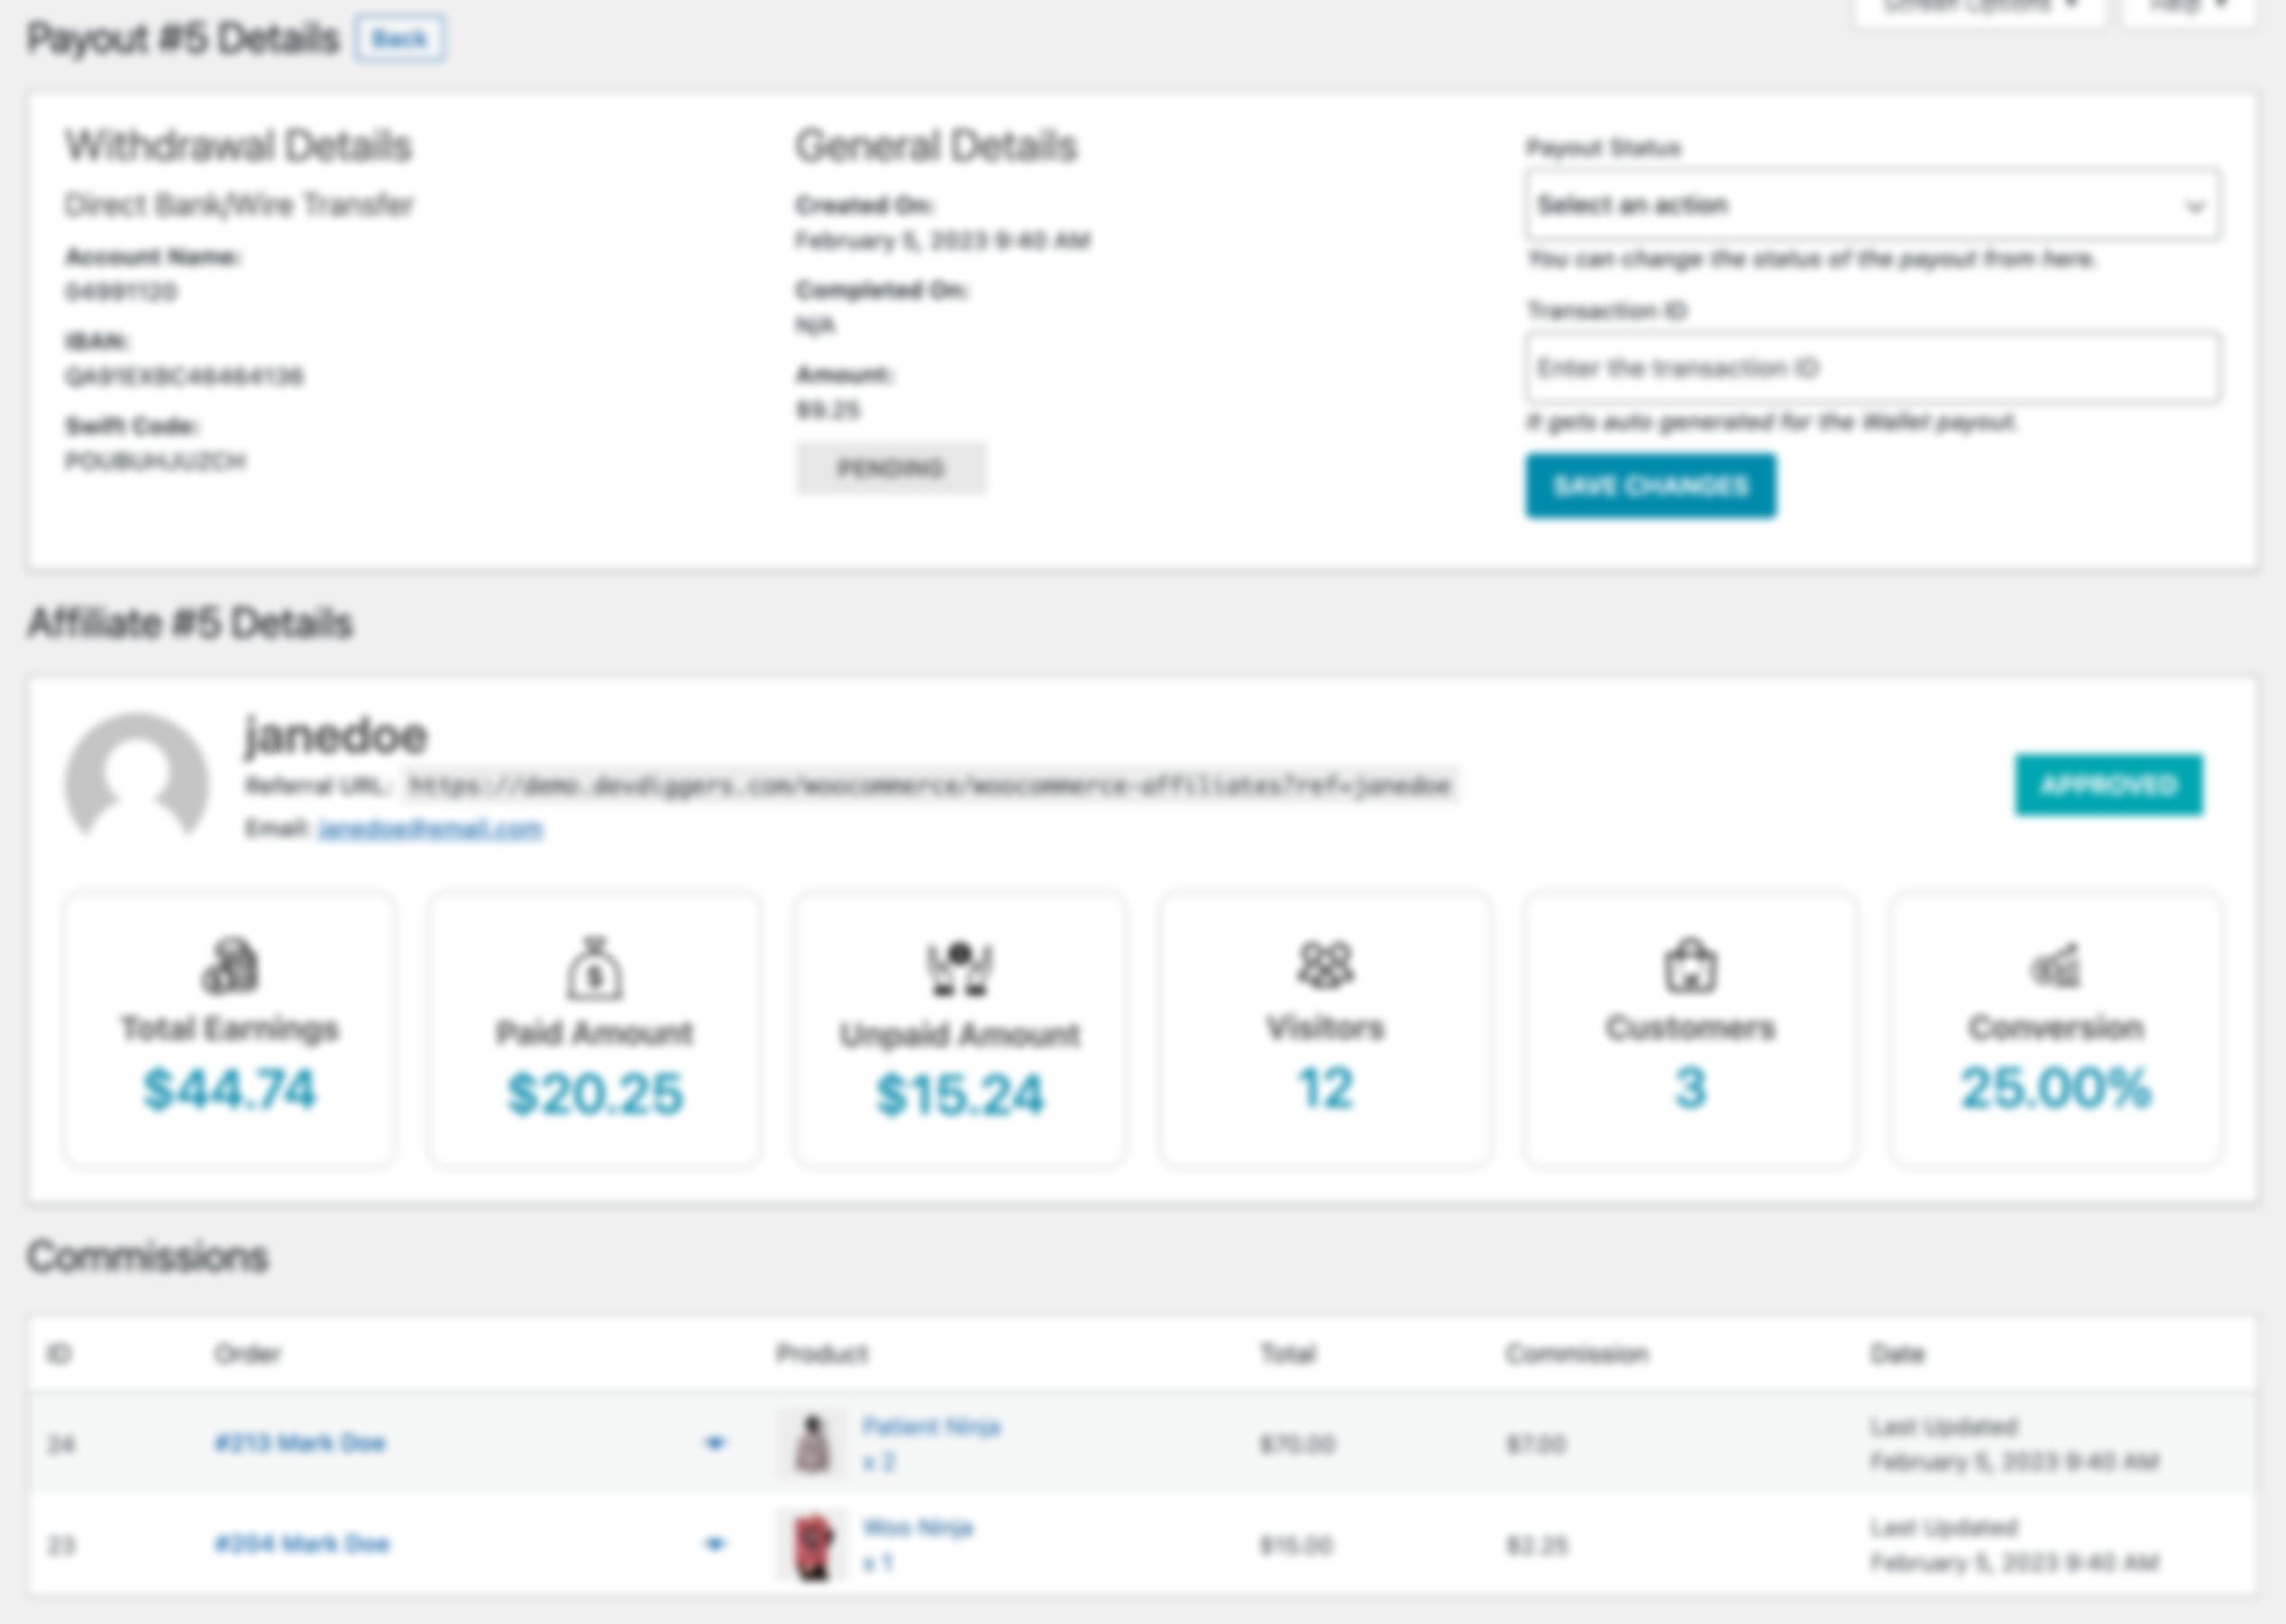 Screen Options Help
Payout #5 Details Back
Withdrawal Details
Direct Bank/Wire Transfer
Account Name:
04991120
IBAN:
Swift Code:
General Details
Created On:
February 5, 2023 9:40 AM
Completed On:
N/A
Amount:
$9.25
PENDING
Payout Status
Select an action
You can change the status of the payout from here.
Transaction ID
Enter the transaction ID
It gets auto generated for the Wallet payout.
SAVE CHANGES
Affiliate #5 Details
janedoe
Referral URL: https://demo.devdiggers.com/woocommerce/woocommerce-affiliates?ref=janedoe
Email: janedoe@email.com
APPROVED
Total Earnings
$44.74
Paid Amount
$20.25
Unpaid Amount
$15.24
Visitors
12
Customers
3
Conversion
25.00%
Commissions
ID Order Product Total Commission Date
24 #213 Mark Doe Patient Ninja x 2 $70.00 $7.00 Last Updated
February 5, 2023 9:40 AM
23 #204 Mark Doe Woo Ninja x 1 $15.00 $2.25 Last Updated
February 5, 2023 9:40 AM